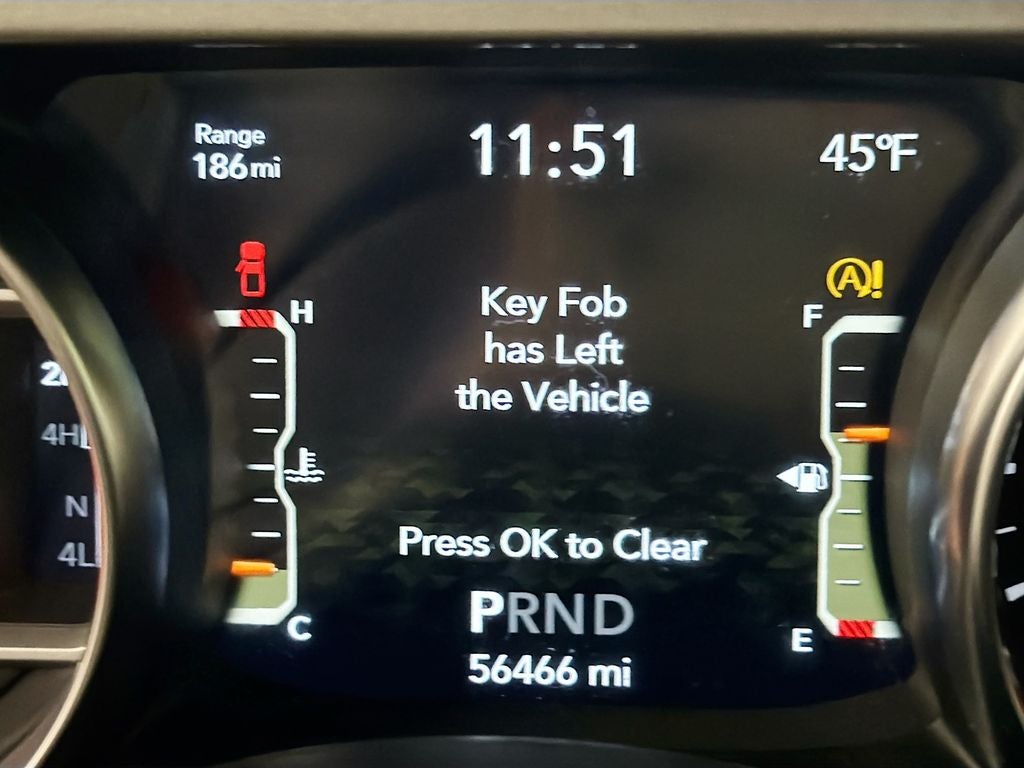 Range
186mi
11:51
45°F
H
F
Key Fob
has Left
the Vehicle
4H
N
4L
Press OK to Clear
PRND
C
E
56466 mi
A!